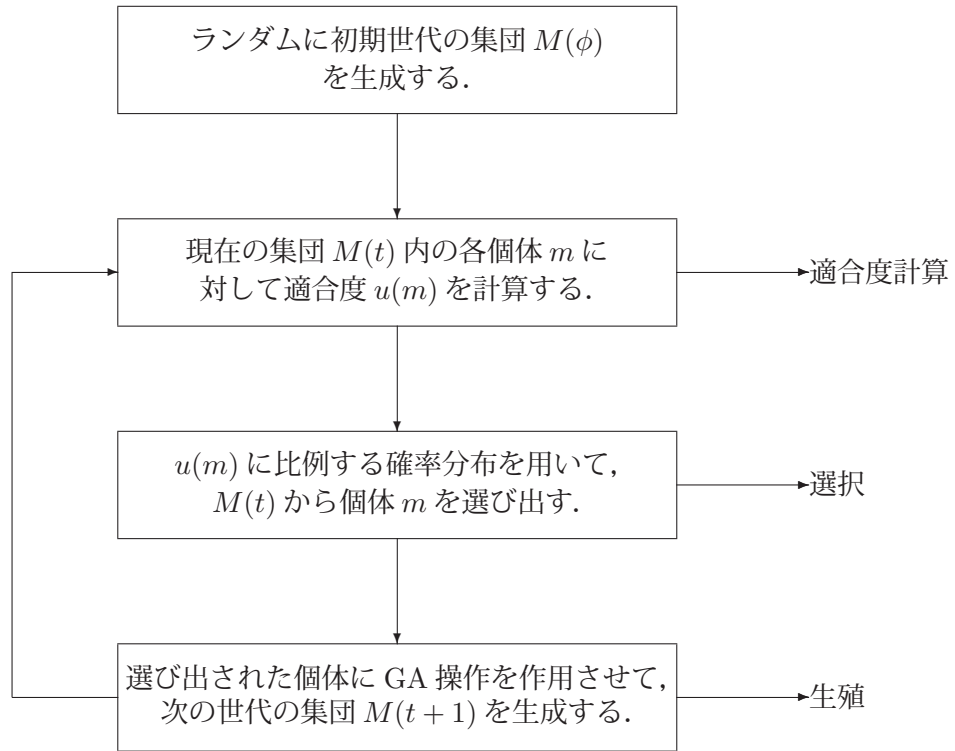 ランダムに初期世代の集団 M(ϕ)
を生成する．
現在の集団 M(t) 内の各個体 m に
対して適合度 u(m) を計算する．
適合度計算
u(m) に比例する確率分布を用いて，
M(t) から個体 m を選び出す．
選択
選び出された個体に GA 操作を作用させて，
次の世代の集団 M(t + 1) を生成する．
生殖